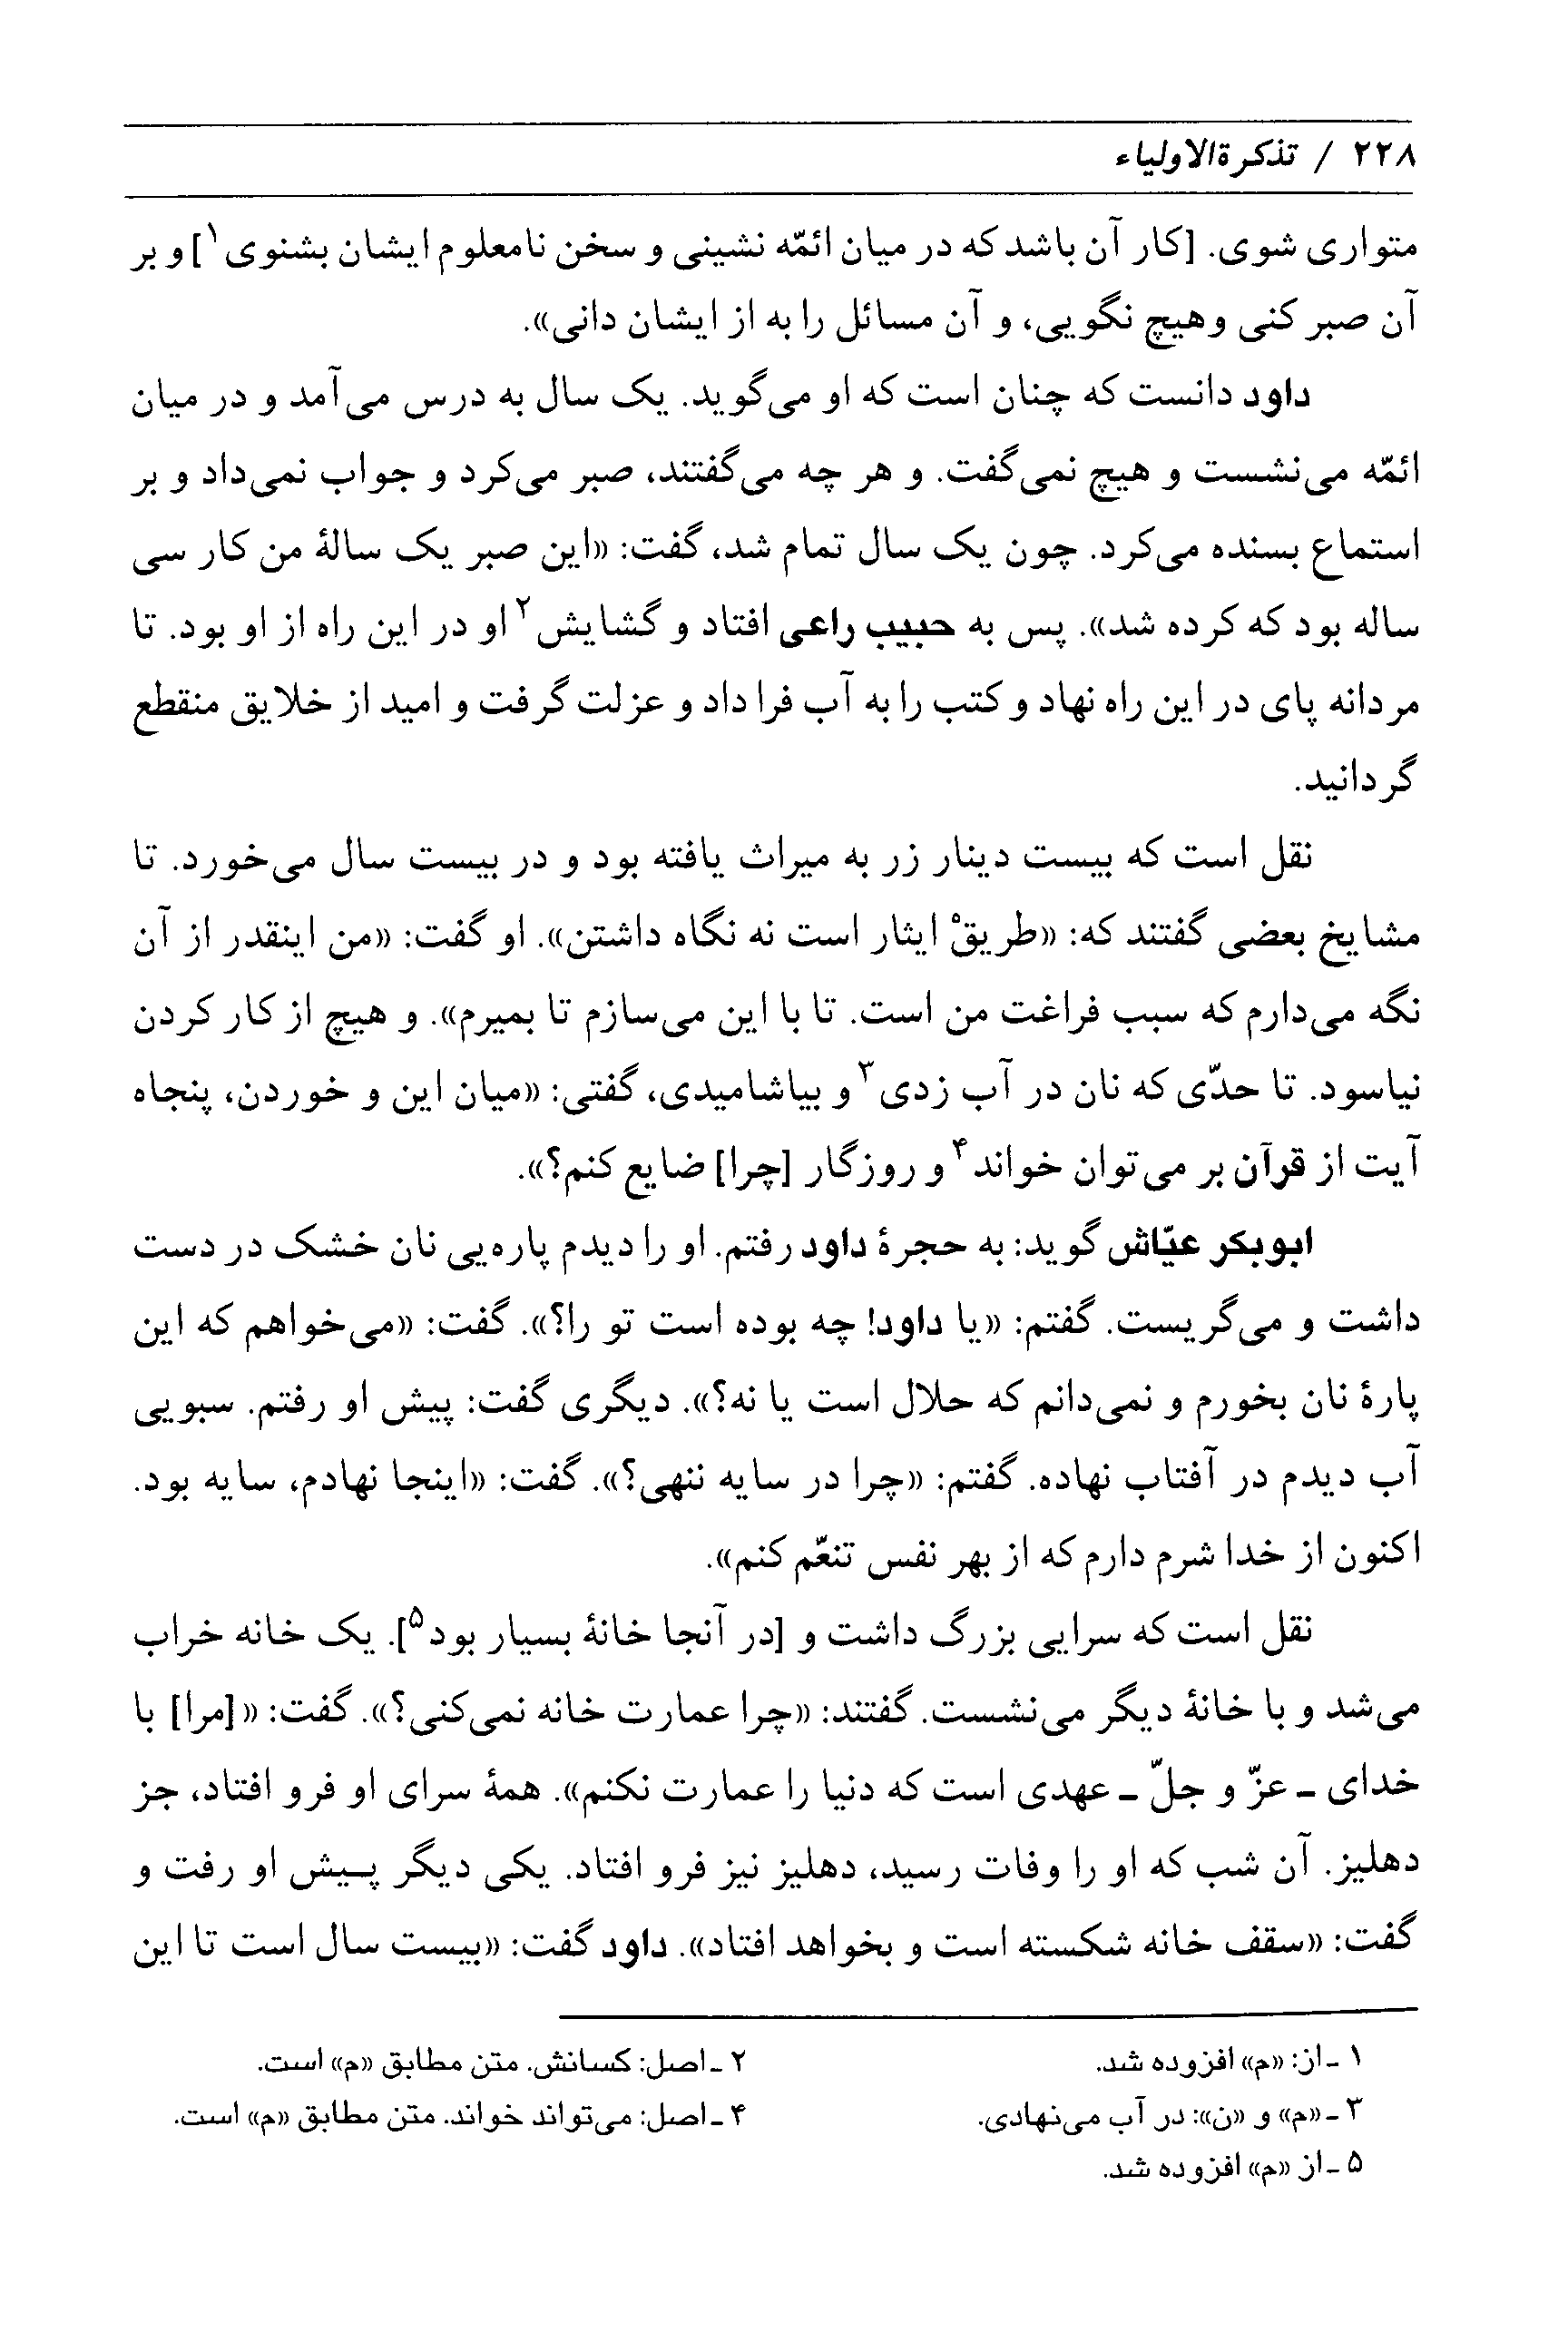 ۲۲۸ / تذکرةالاولیاء
متواری شوی. [کار آن باشد که در میان ائمّه نشینی و سخن نامعلوم ایشان بشنوی۱] و بر
آن صبر کنی و هیچ نگویی، و آن مسائل را به از ایشان دانی».
داود دانست که چنان است که او می‌گوید. یک سال به درس می‌آمد و در میان
ائمّه می‌نشست و هیچ نمی‌گفت. و هر چه می‌گفتند، صبر می‌کرد و جواب نمی‌داد و بر
استماع بسنده می‌کرد. چون یک سال تمام شد، گفت: «این صبر یک سالهٔ من کار سی
ساله بود که کرده شد». پس به حبیب راعی افتاد و گشایش۲ او در این راه از او بود. تا
مردانه پای در این راه نهاد و کتب را به آب فرا داد و عزلت گرفت و امید از خلایق منقطع
گردانید.
نقل است که بیست دینار زر به میراث یافته بود و در بیست سال می‌خورد. تا
مشایخ بعضی گفتند که: «طریقْ ایثار است نه نگاه داشتن». او گفت: «من اینقدر از آن
نگه می‌دارم که سبب فراغت من است. تا با این می‌سازم تا بمیرم». و هیچ از کار کردن
نیاسود. تا حدّی که نان در آب زدی۳ و بیاشامیدی، گفتی: «میان این و خوردن، پنجاه
آیت از قرآن بر می‌توان خواند۴ و روزگار [چرا] ضایع کنم؟».
ابوبکر عیّاش گوید: به حجرهٔ داود رفتم. او را دیدم پاره‌یی نان خشک در دست
داشت و می‌گریست. گفتم: «یا داود! چه بوده است تو را؟». گفت: «می‌خواهم که این
پارهٔ نان بخورم و نمی‌دانم که حلال است یا نه؟». دیگری گفت: پیش او رفتم. سبویی
آب دیدم در آفتاب نهاده. گفتم: «چرا در سایه ننهی؟». گفت: «اینجا نهادم، سایه بود.
اکنون از خدا شرم دارم که از بهر نفس تنعّم کنم».
نقل است که سرایی بزرگ داشت و [در آنجا خانهٔ بسیار بود۵]. یک خانه خراب
می‌شد و با خانهٔ دیگر می‌نشست. گفتند: «چرا عمارت خانه نمی‌کنی؟». گفت: «[مرا] با
خدای ـ عزّ و جلّ ـ عهدی است که دنیا را عمارت نکنم». همهٔ سرای او فرو افتاد، جز
دهلیز. آن شب که او را وفات رسید، دهلیز نیز فرو افتاد. یکی دیگر پیش او رفت و
گفت: «سقف خانه شکسته است و بخواهد افتاد». داود گفت: «بیست سال است تا این
۱ ـ از: «م» افزوده شد.
۲ ـ اصل: کسانش. متن مطابق «م» است.
۳ ـ «م» و «ن»: در آب می‌نهادی.
۴ ـ اصل: می‌تواند خواند. متن مطابق «م» است.
۵ ـ از «م» افزوده شد.